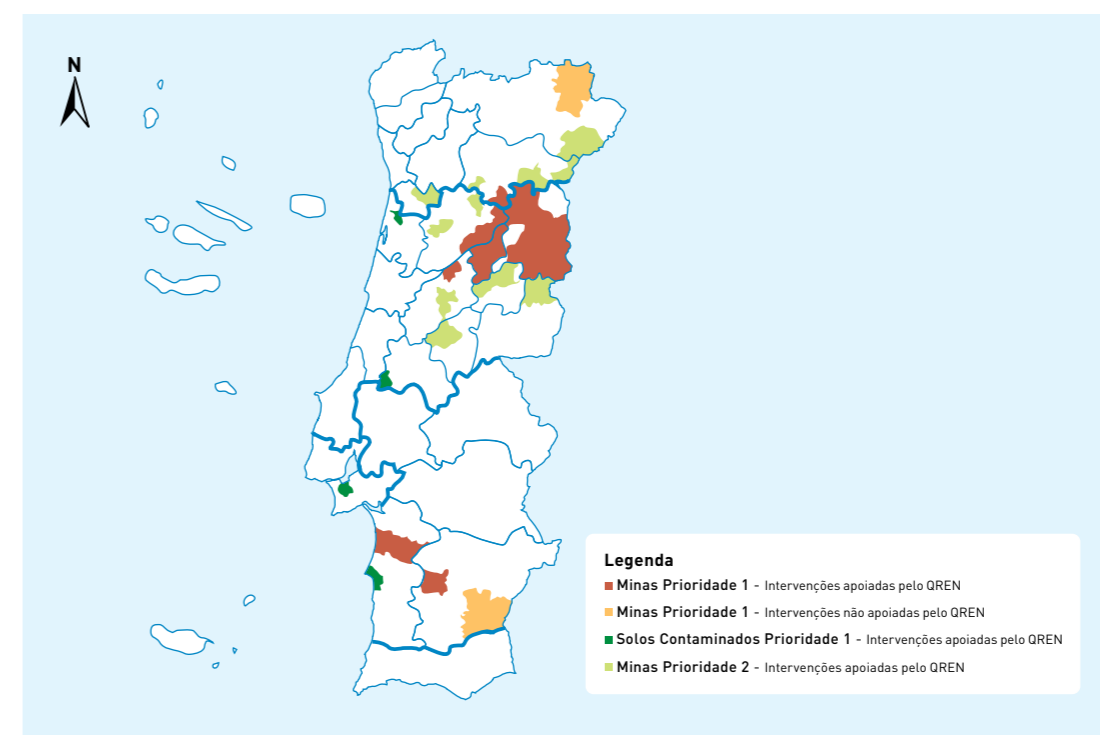 N
Legenda
Minas Prioridade 1 - Intervenções apoiadas pelo QREN
Minas Prioridade 1 - Intervenções não apoiadas pelo QREN
Solos Contaminados Prioridade 1 - Intervenções apoiadas pelo QREN
Minas Prioridade 2 - Intervenções apoiadas pelo QREN